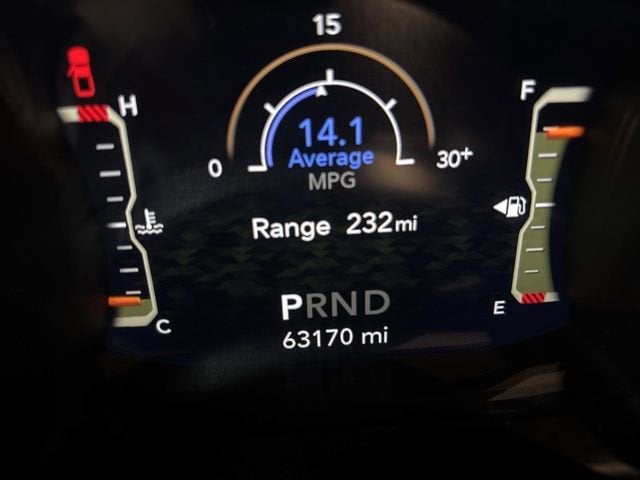 15
H
F
14.1
0 Average 30+
MPG
Range 232mi
PRND
E
C
63170 mi